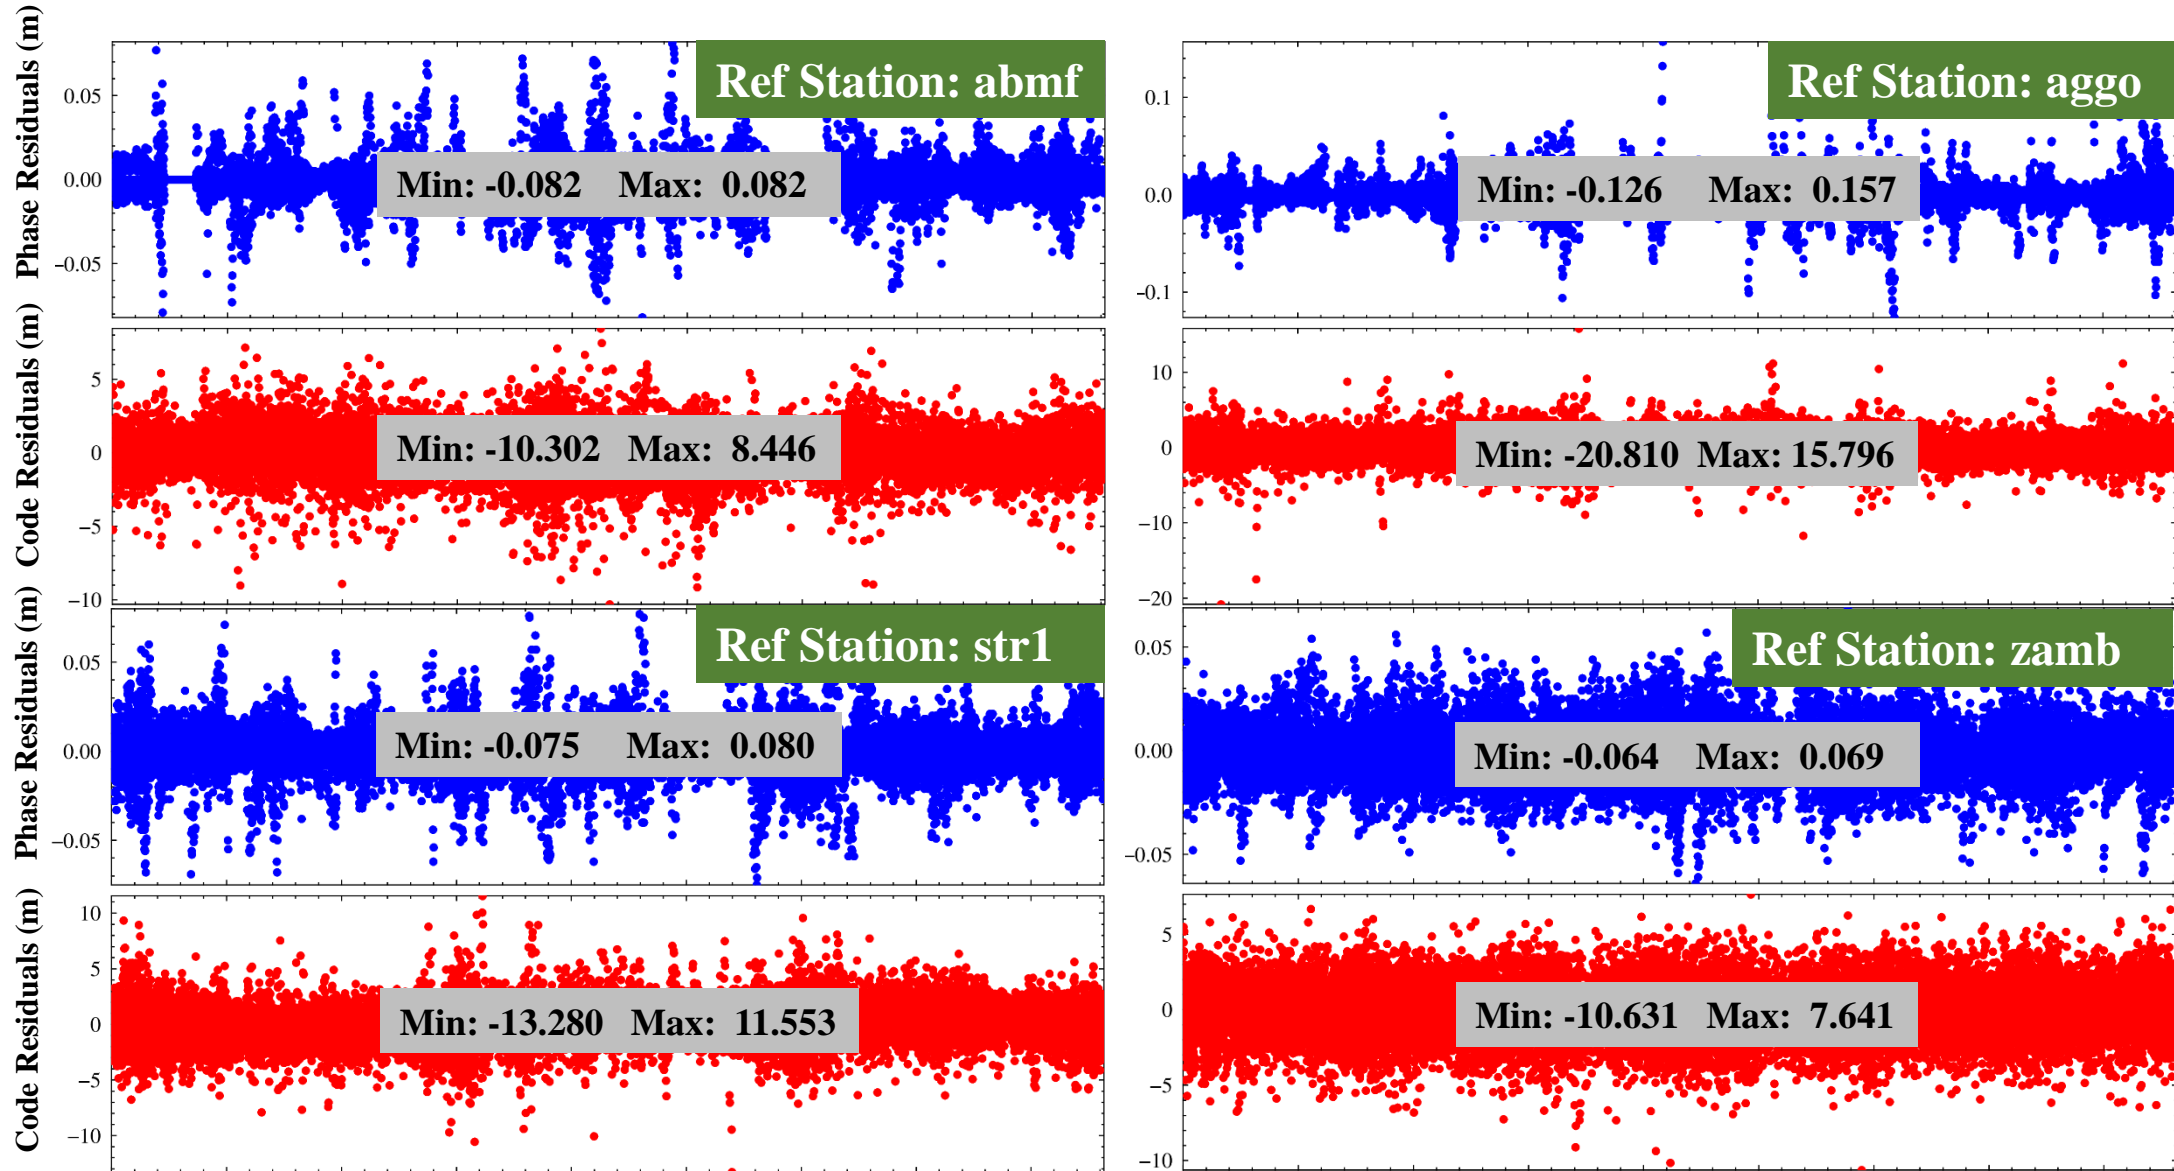 Phase Residuals (m)
0.05
0.00
−0.05
Ref Station: abmf
Min: -0.082 Max: 0.082
0.1
0.0
−0.1
Ref Station: aggo
Min: -0.126 Max: 0.157
Code Residuals (m)
5
0
−5
−10
Min: -10.302 Max: 8.446
10
0
−10
−20
Min: -20.810 Max: 15.796
Phase Residuals (m)
0.05
0.00
−0.05
Ref Station: str1
Min: -0.075 Max: 0.080
0.05
0.00
−0.05
Ref Station: zamb
Min: -0.064 Max: 0.069
Code Residuals (m)
10
5
0
−5
−10
Min: -13.280 Max: 11.553
5
0
−5
−10
Min: -10.631 Max: 7.641